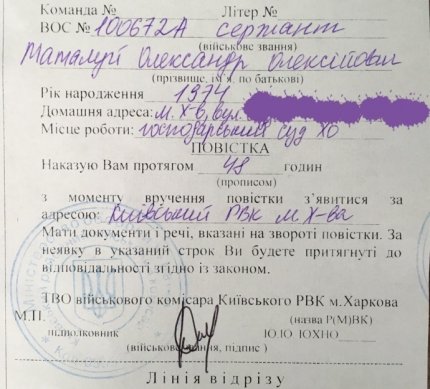 Команда № Літер №
ВОС № 100672А сержант
(військове звання)
Маталуй Олександр Олексійович
(прізвище, ім'я, по батькові)
Рік народження 1974
Домашня адреса: м. Х-в, вул.
Місце роботи: господарський суд ХО
ПОВІСТКА
Наказую Вам протягом 48 годин
(прописом)
з моменту вручення повістки з'явитися за
адресою: Київський РВК м Х-ва
Мати документи і речі, вказані на звороті повістки. За
неявку в указаний строк Ви будете притягнуті до
відповідальності згідно із законом.
ТВО військового комісара Київського РВК м.Харкова
М.П. (назва Р(М)ВК)
підполковник Ю.Ю ЮХНО
(військове звання, підпис )
Лінія відрізу